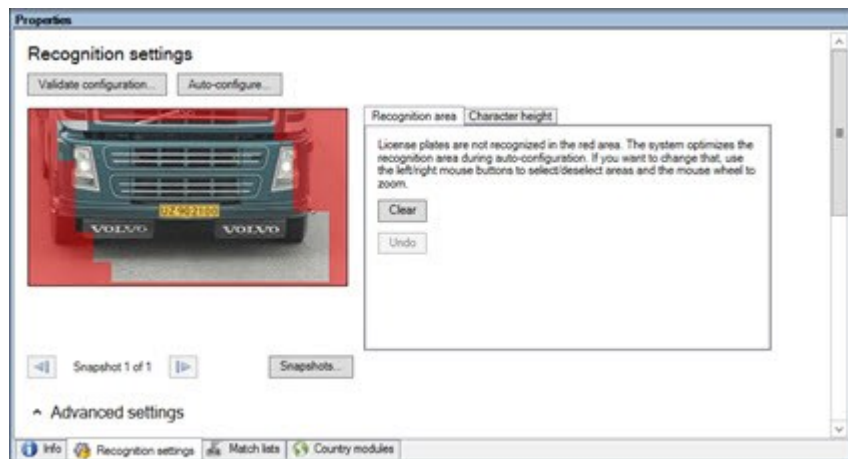 Properties
Recognition settings
Validate configuration...
Auto-configure...
Recognition area
Character height
License plates are not recognized in the red area. The system optimizes the
recognition area during auto-configuration. If you want to change that, use
the left/right mouse buttons to select/deselect areas and the mouse wheel to
zoom.
Clear
Undo
UZ 902100
VOLVO
VOLVO
Snapshot 1 of 1
Snapshots...
Advanced settings
Info
Recognition settings
Match lists
Country modules